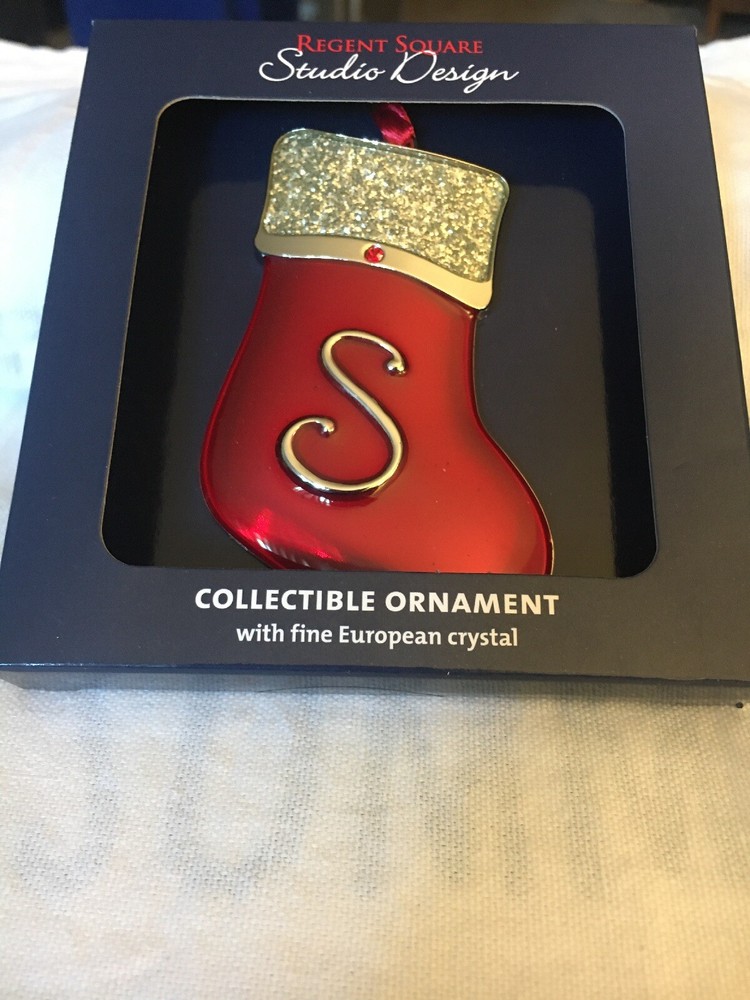 REGENT SQUARE
Studio Design
S
COLLECTIBLE ORNAMENT
with fine European crystal